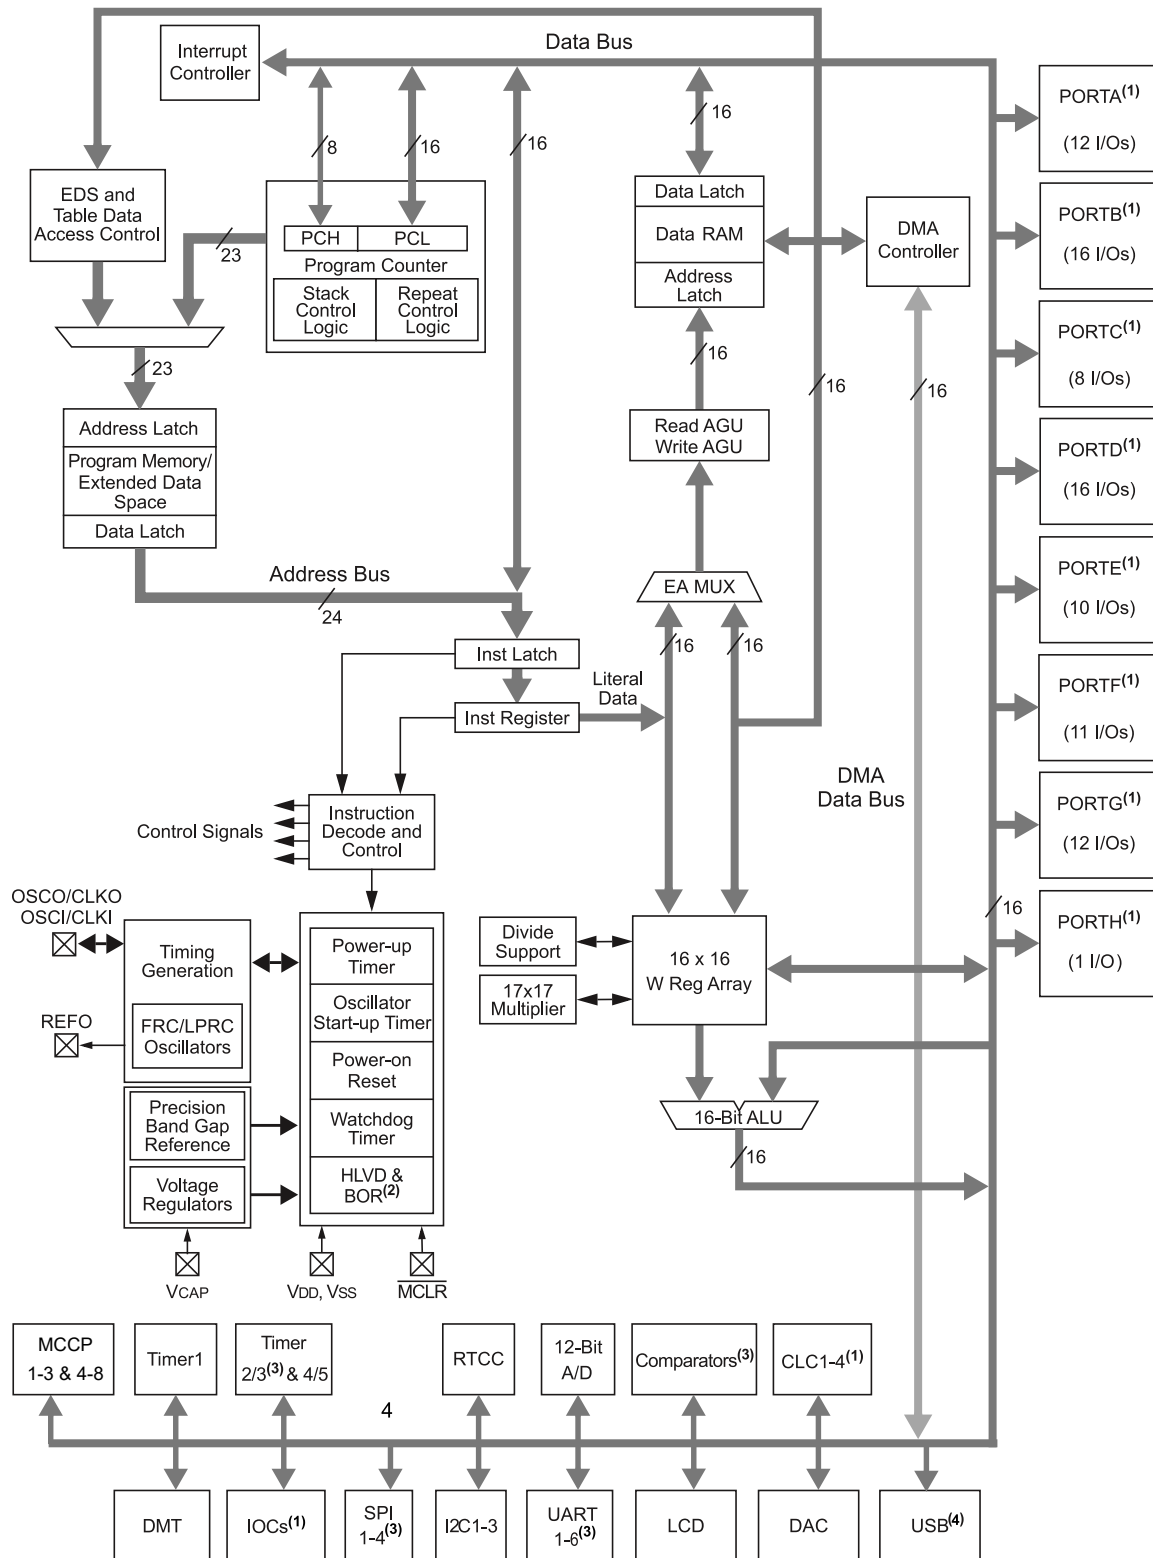 Data Bus
Interrupt
Controller
8
16
16
16
EDS and
Table Data
Access Control
23
PCH
PCL
Program Counter
Stack
Control
Logic
Repeat
Control
Logic
Data Latch
Data RAM
Address
Latch
DMA
Controller
16
16
16
23
Address Latch
Program Memory/
Extended Data
Space
Data Latch
Read AGU
Write AGU
Address Bus
24
EA MUX
16
16
Inst Latch
Literal
Data
Inst Register
DMA
Data Bus
Control Signals
Instruction
Decode and
Control
PORTA(1)
(12 I/Os)
PORTB(1)
(16 I/Os)
PORTC(1)
(8 I/Os)
PORTD(1)
(16 I/Os)
PORTE(1)
(10 I/Os)
PORTF(1)
(11 I/Os)
PORTG(1)
(12 I/Os)
16
PORTH(1)
(1 I/O)
OSCO/CLKO
OSCI/CLKI
Timing
Generation
REFO
FRC/LPRC
Oscillators
Precision
Band Gap
Reference
Voltage
Regulators
Power-up
Timer
Oscillator
Start-up Timer
Power-on
Reset
Watchdog
Timer
HLVD &
BOR(2)
Divide
Support
17x17
Multiplier
16 x 16
W Reg Array
16-Bit ALU
16
VCAP
VDD, VSS
MCLR
MCCP
1-3 & 4-8
Timer1
Timer
2/3(3) & 4/5
RTCC
12-Bit
A/D
Comparators(3)
CLC1-4(1)
4
DMT
IOCs(1)
SPI
1-4(3)
I2C1-3
UART
1-6(3)
LCD
DAC
USB(4)